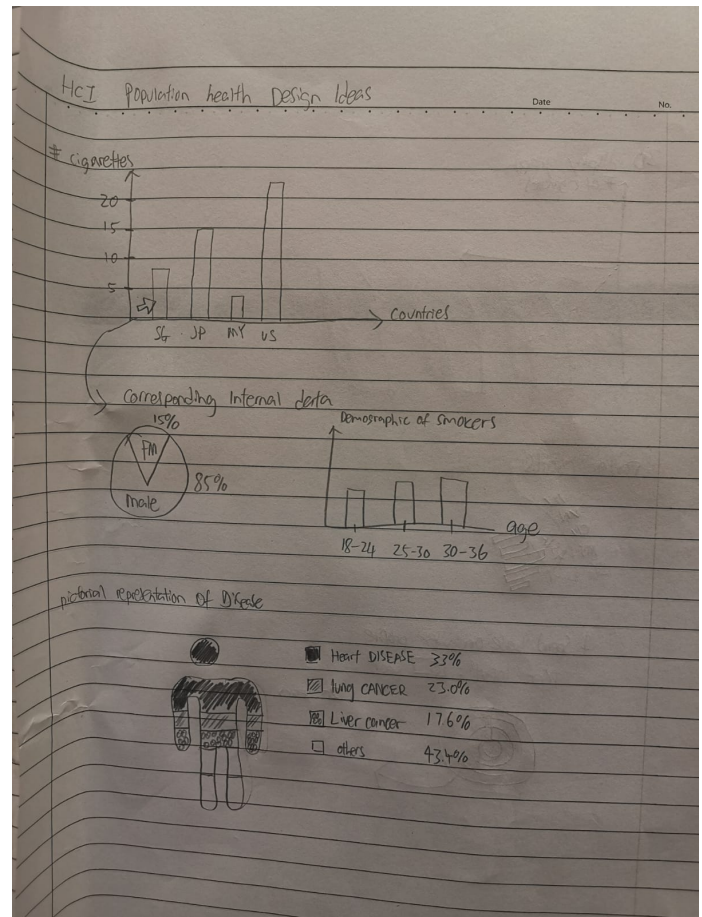 HCI Population health Design Ideas
Date
No.
# cigarettes
20
15
10
5
SG JP MY US
Countries
Corresponding Internal data
15%
FM
85%
male
Demographic of smokers
age
18-24 25-30 30-36
pictorial representation of Disease
Heart DISEASE 33%
lung CANCER 23.0%
Liver cancer 17.6%
others 43.4%